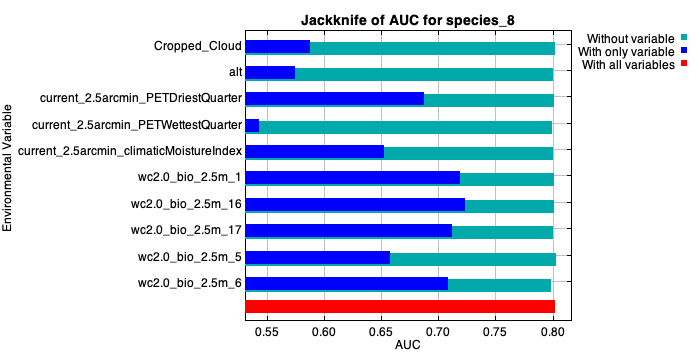 Jackknife of AUC for species_8
Without variable
With only variable
With all variables
Environmental Variable
Cropped_Cloud
alt
current_2.5arcmin_PETDriestQuarter
current_2.5arcmin_PETWettestQuarter
current_2.5arcmin_climaticMoistureIndex
wc2.0_bio_2.5m_1
wc2.0_bio_2.5m_16
wc2.0_bio_2.5m_17
wc2.0_bio_2.5m_5
wc2.0_bio_2.5m_6
0.55 0.60 0.65 0.70 0.75 0.80
AUC